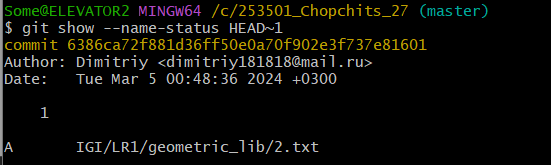 Some@ELEVATOR2 MINGW64 /c/253501_Chopchits_27 (master)
$ git show --name-status HEAD~1
commit 6386ca72f881d36ff50e0a70f902e3f737e81601
Author: Dimitriy <dimitriy181818@mail.ru>
Date:   Tue Mar 5 00:48:36 2024 +0300
    1
A       IGI/LR1/geometric_lib/2.txt